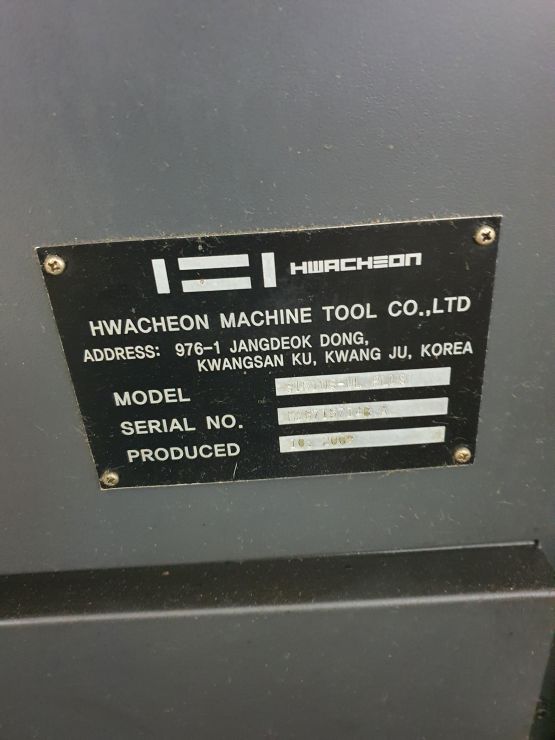 HWACHEON
HWACHEON MACHINE TOOL CO.,LTD
ADDRESS: 976-1 JANGDEOK DONG,
KWANGSAN KU, KWANG JU, KOREA
MODEL
SERIAL NO.
PRODUCED